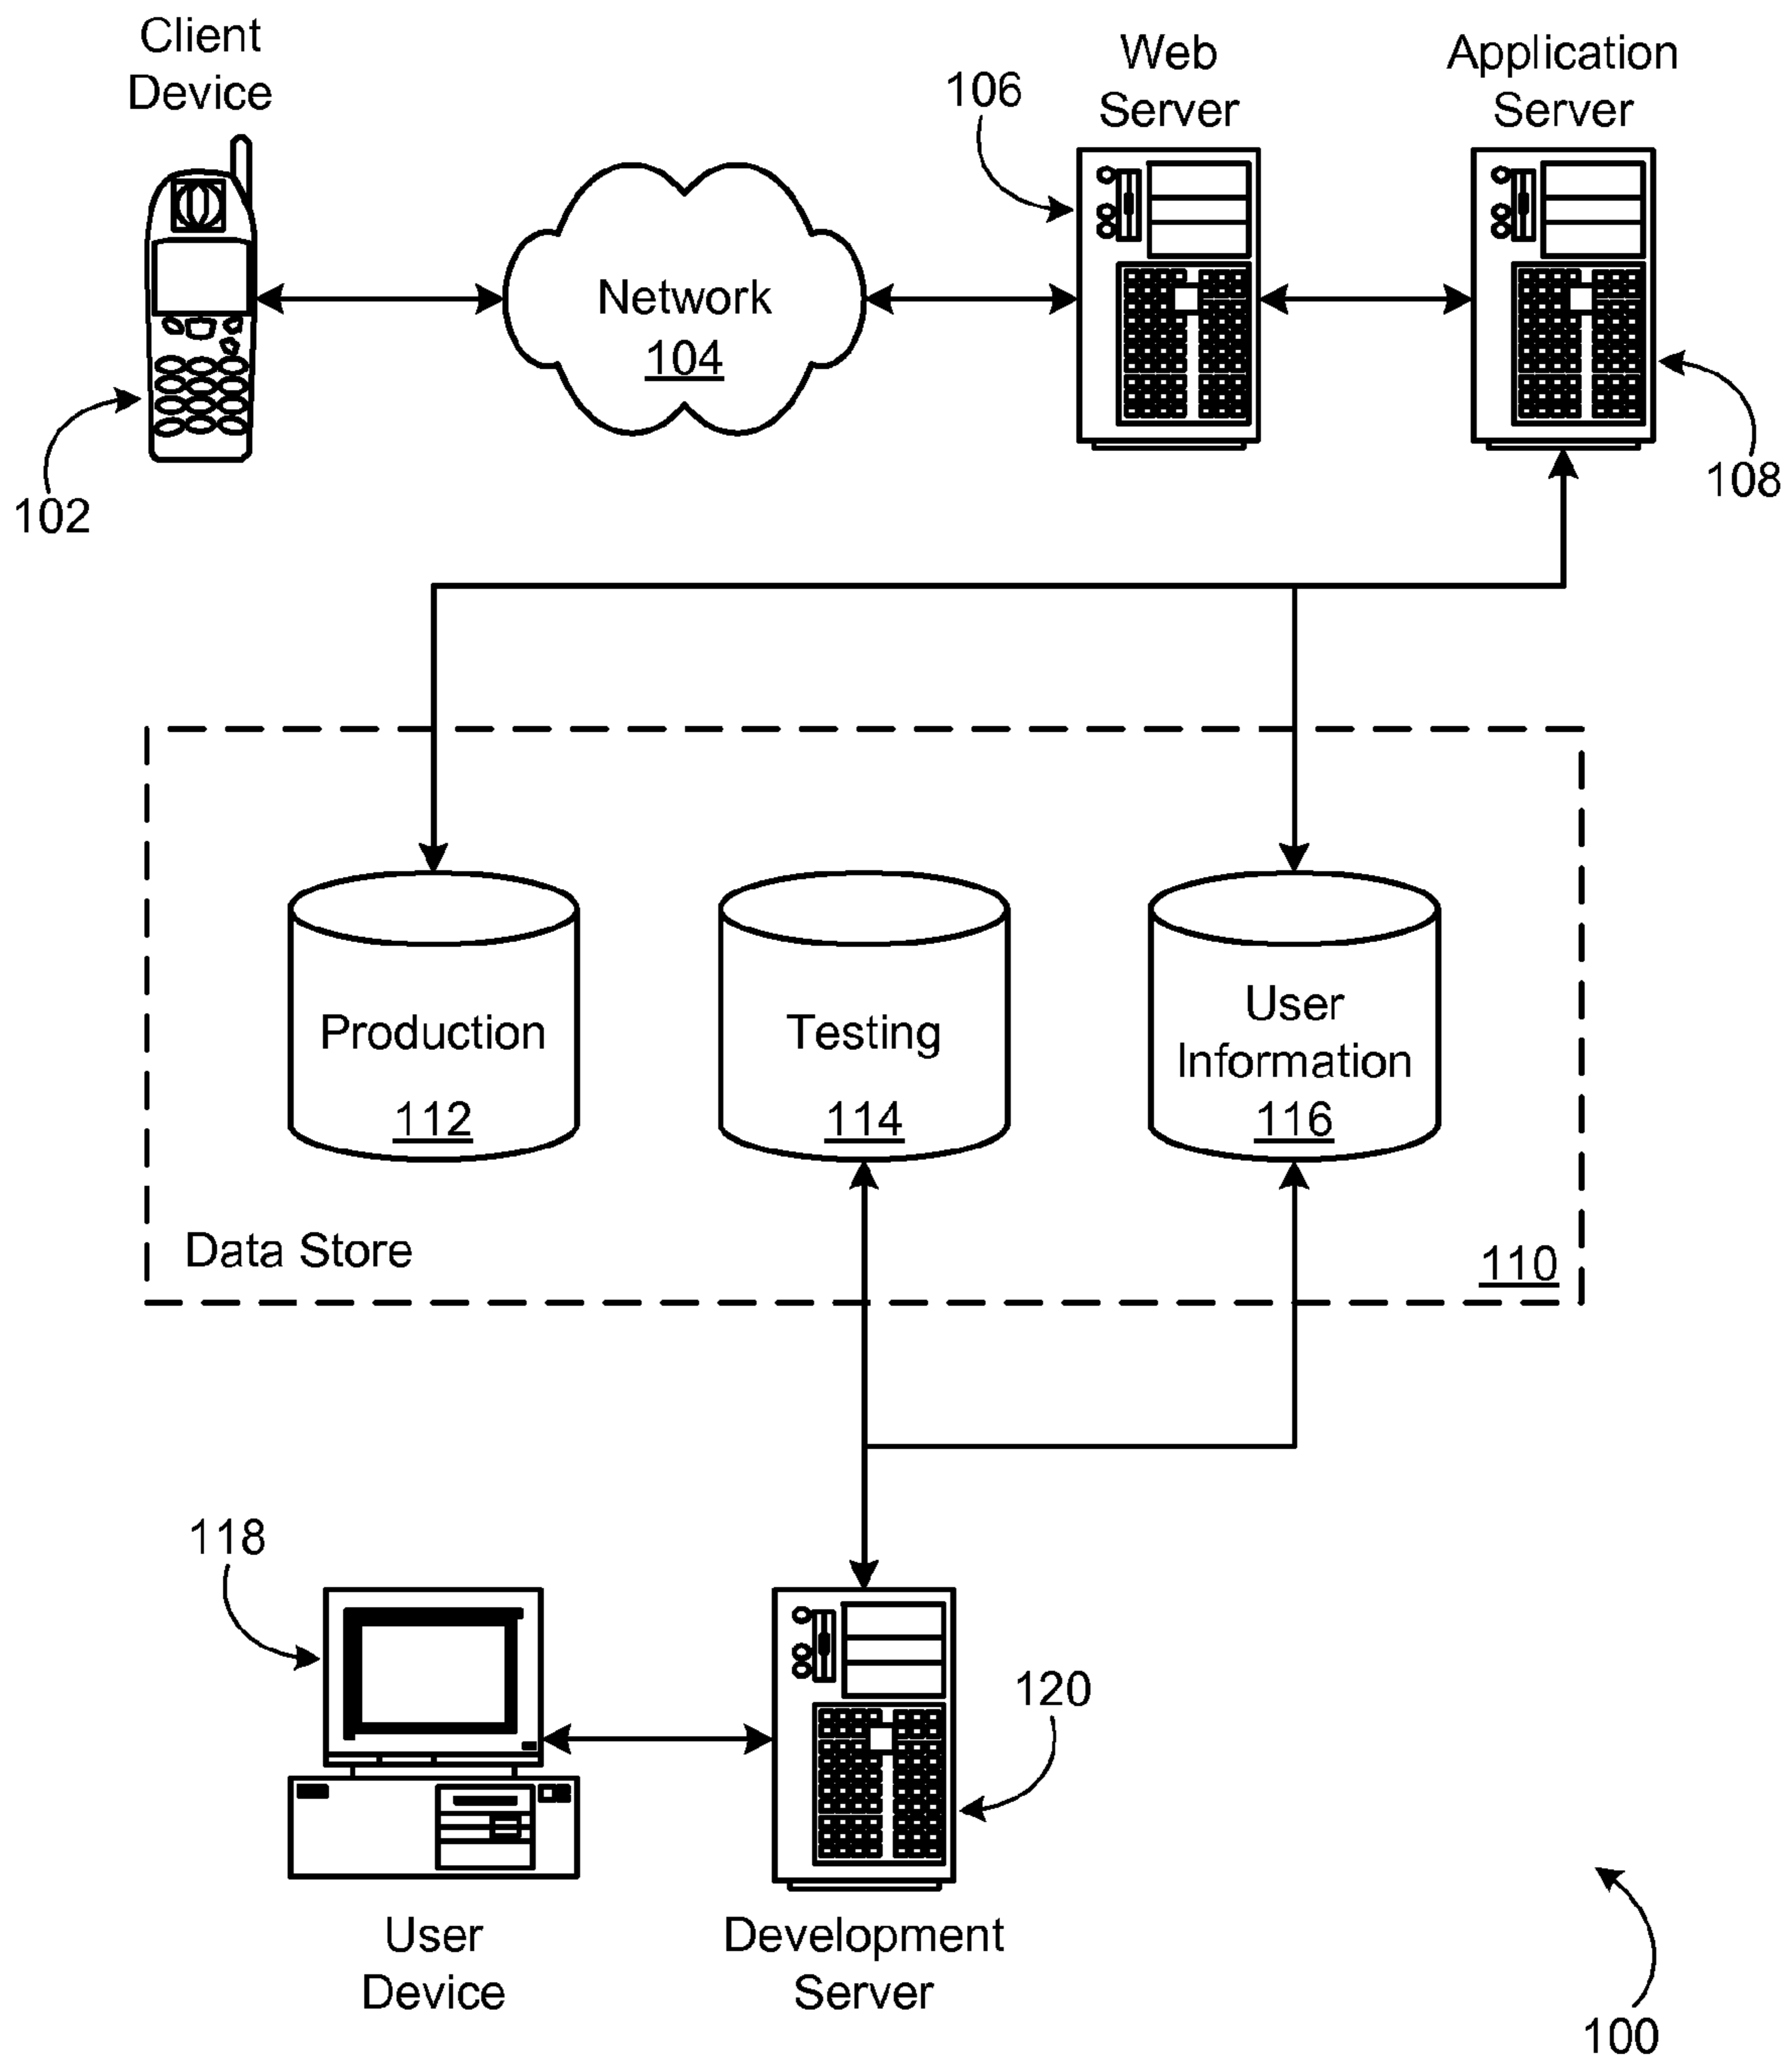 Client
Device
Web
Server
Application
Server
106
Network
104
102
108
Production
112
Testing
114
User
Information
116
Data Store
110
118
120
User
Device
Development
Server
100